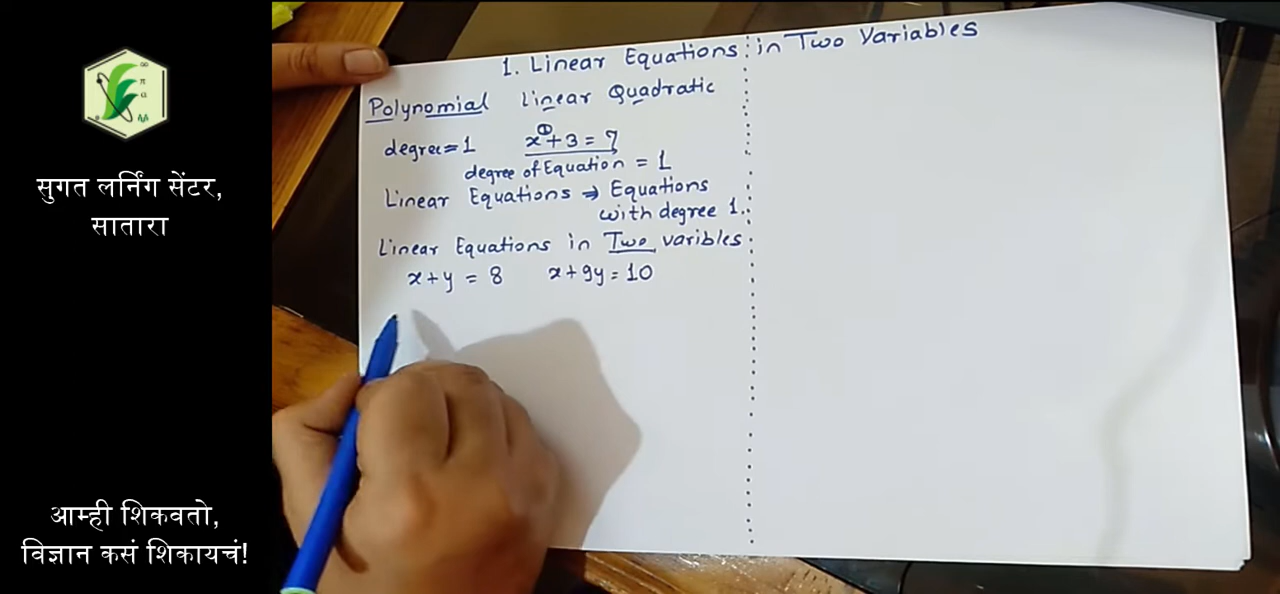 सुगत लर्निंग सेंटर,
सातारा
आम्ही शिकवतो,
विज्ञान कसं शिकायचं!
1. Linear Equations in Two Variables
Polynomial Linear Quadratic
degree = 1 x¹ + 3 = 7
degree of Equation = 1
Linear Equations → Equations
with degree 1.
Linear Equations in Two varibles
x + y = 8 x + 9y = 10